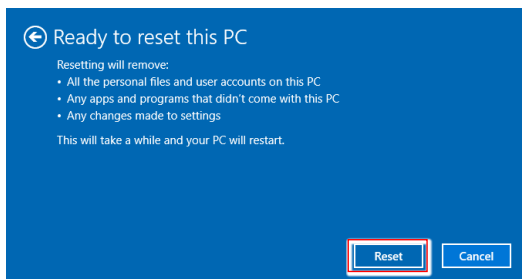 Ready to reset this PC
Resetting will remove:
• All the personal files and user accounts on this PC
• Any apps and programs that didn't come with this PC
• Any changes made to settings
This will take a while and your PC will restart.
Reset
Cancel